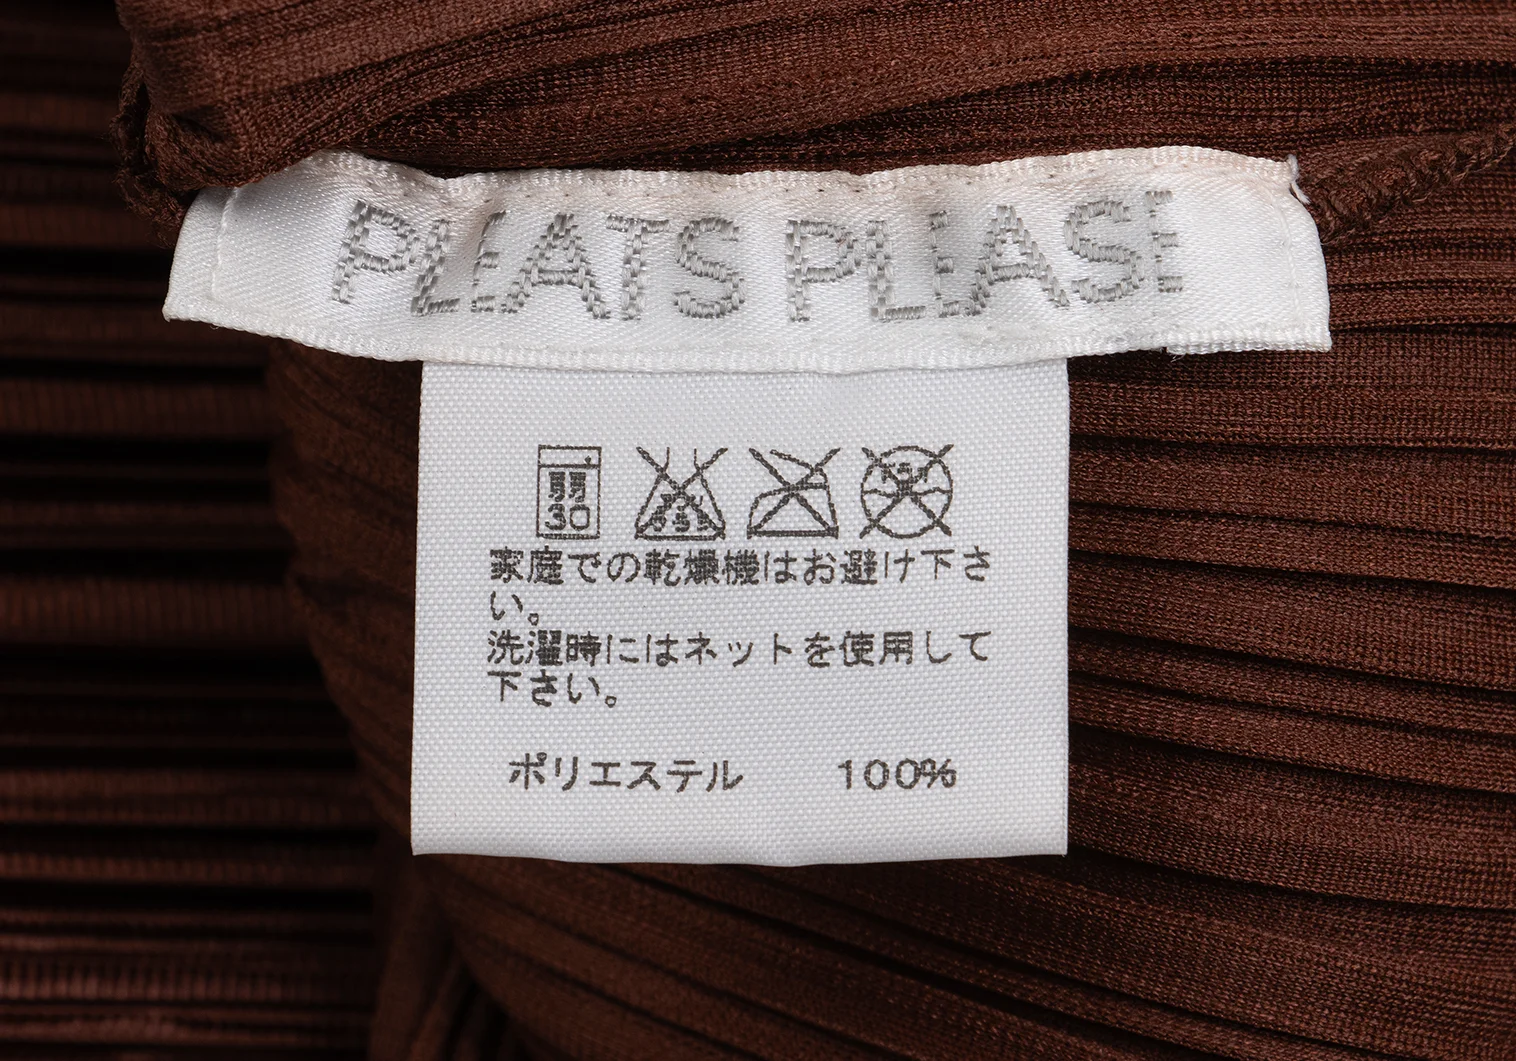 PLEATS PLEASE
弱
30
家庭での乾燥機はお避け下さ
い。
洗濯時にはネットを使用して
下さい。
ポリエステル 100%